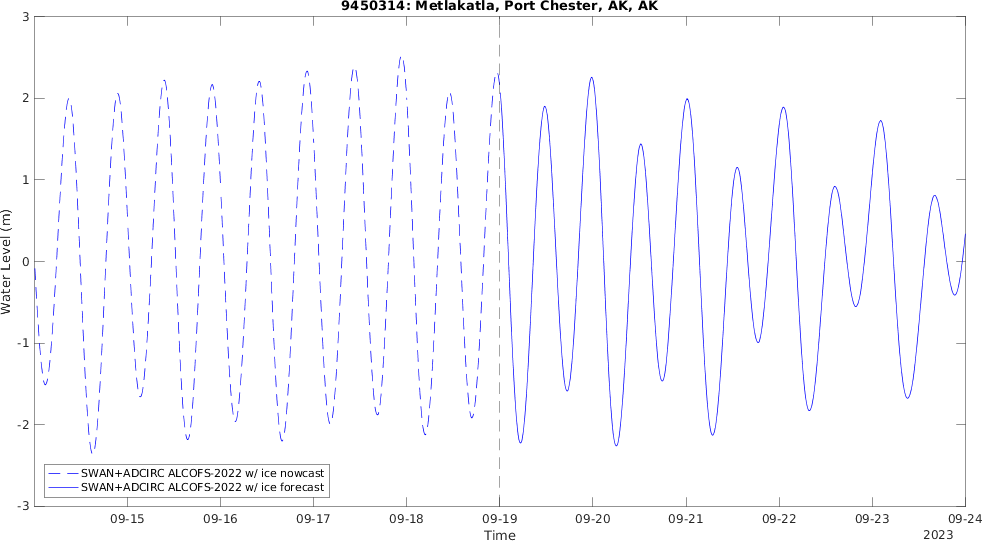 9450314: Metlakatla, Port Chester, AK, AK
3
2
1
0
-1
-2
-3
Water Level (m)
SWAN+ADCIRC ALCOFS-2022 w/ ice nowcast
SWAN+ADCIRC ALCOFS-2022 w/ ice forecast
09-15 09-16 09-17 09-18 09-19 09-20 09-21 09-22 09-23 09-24
Time
2023